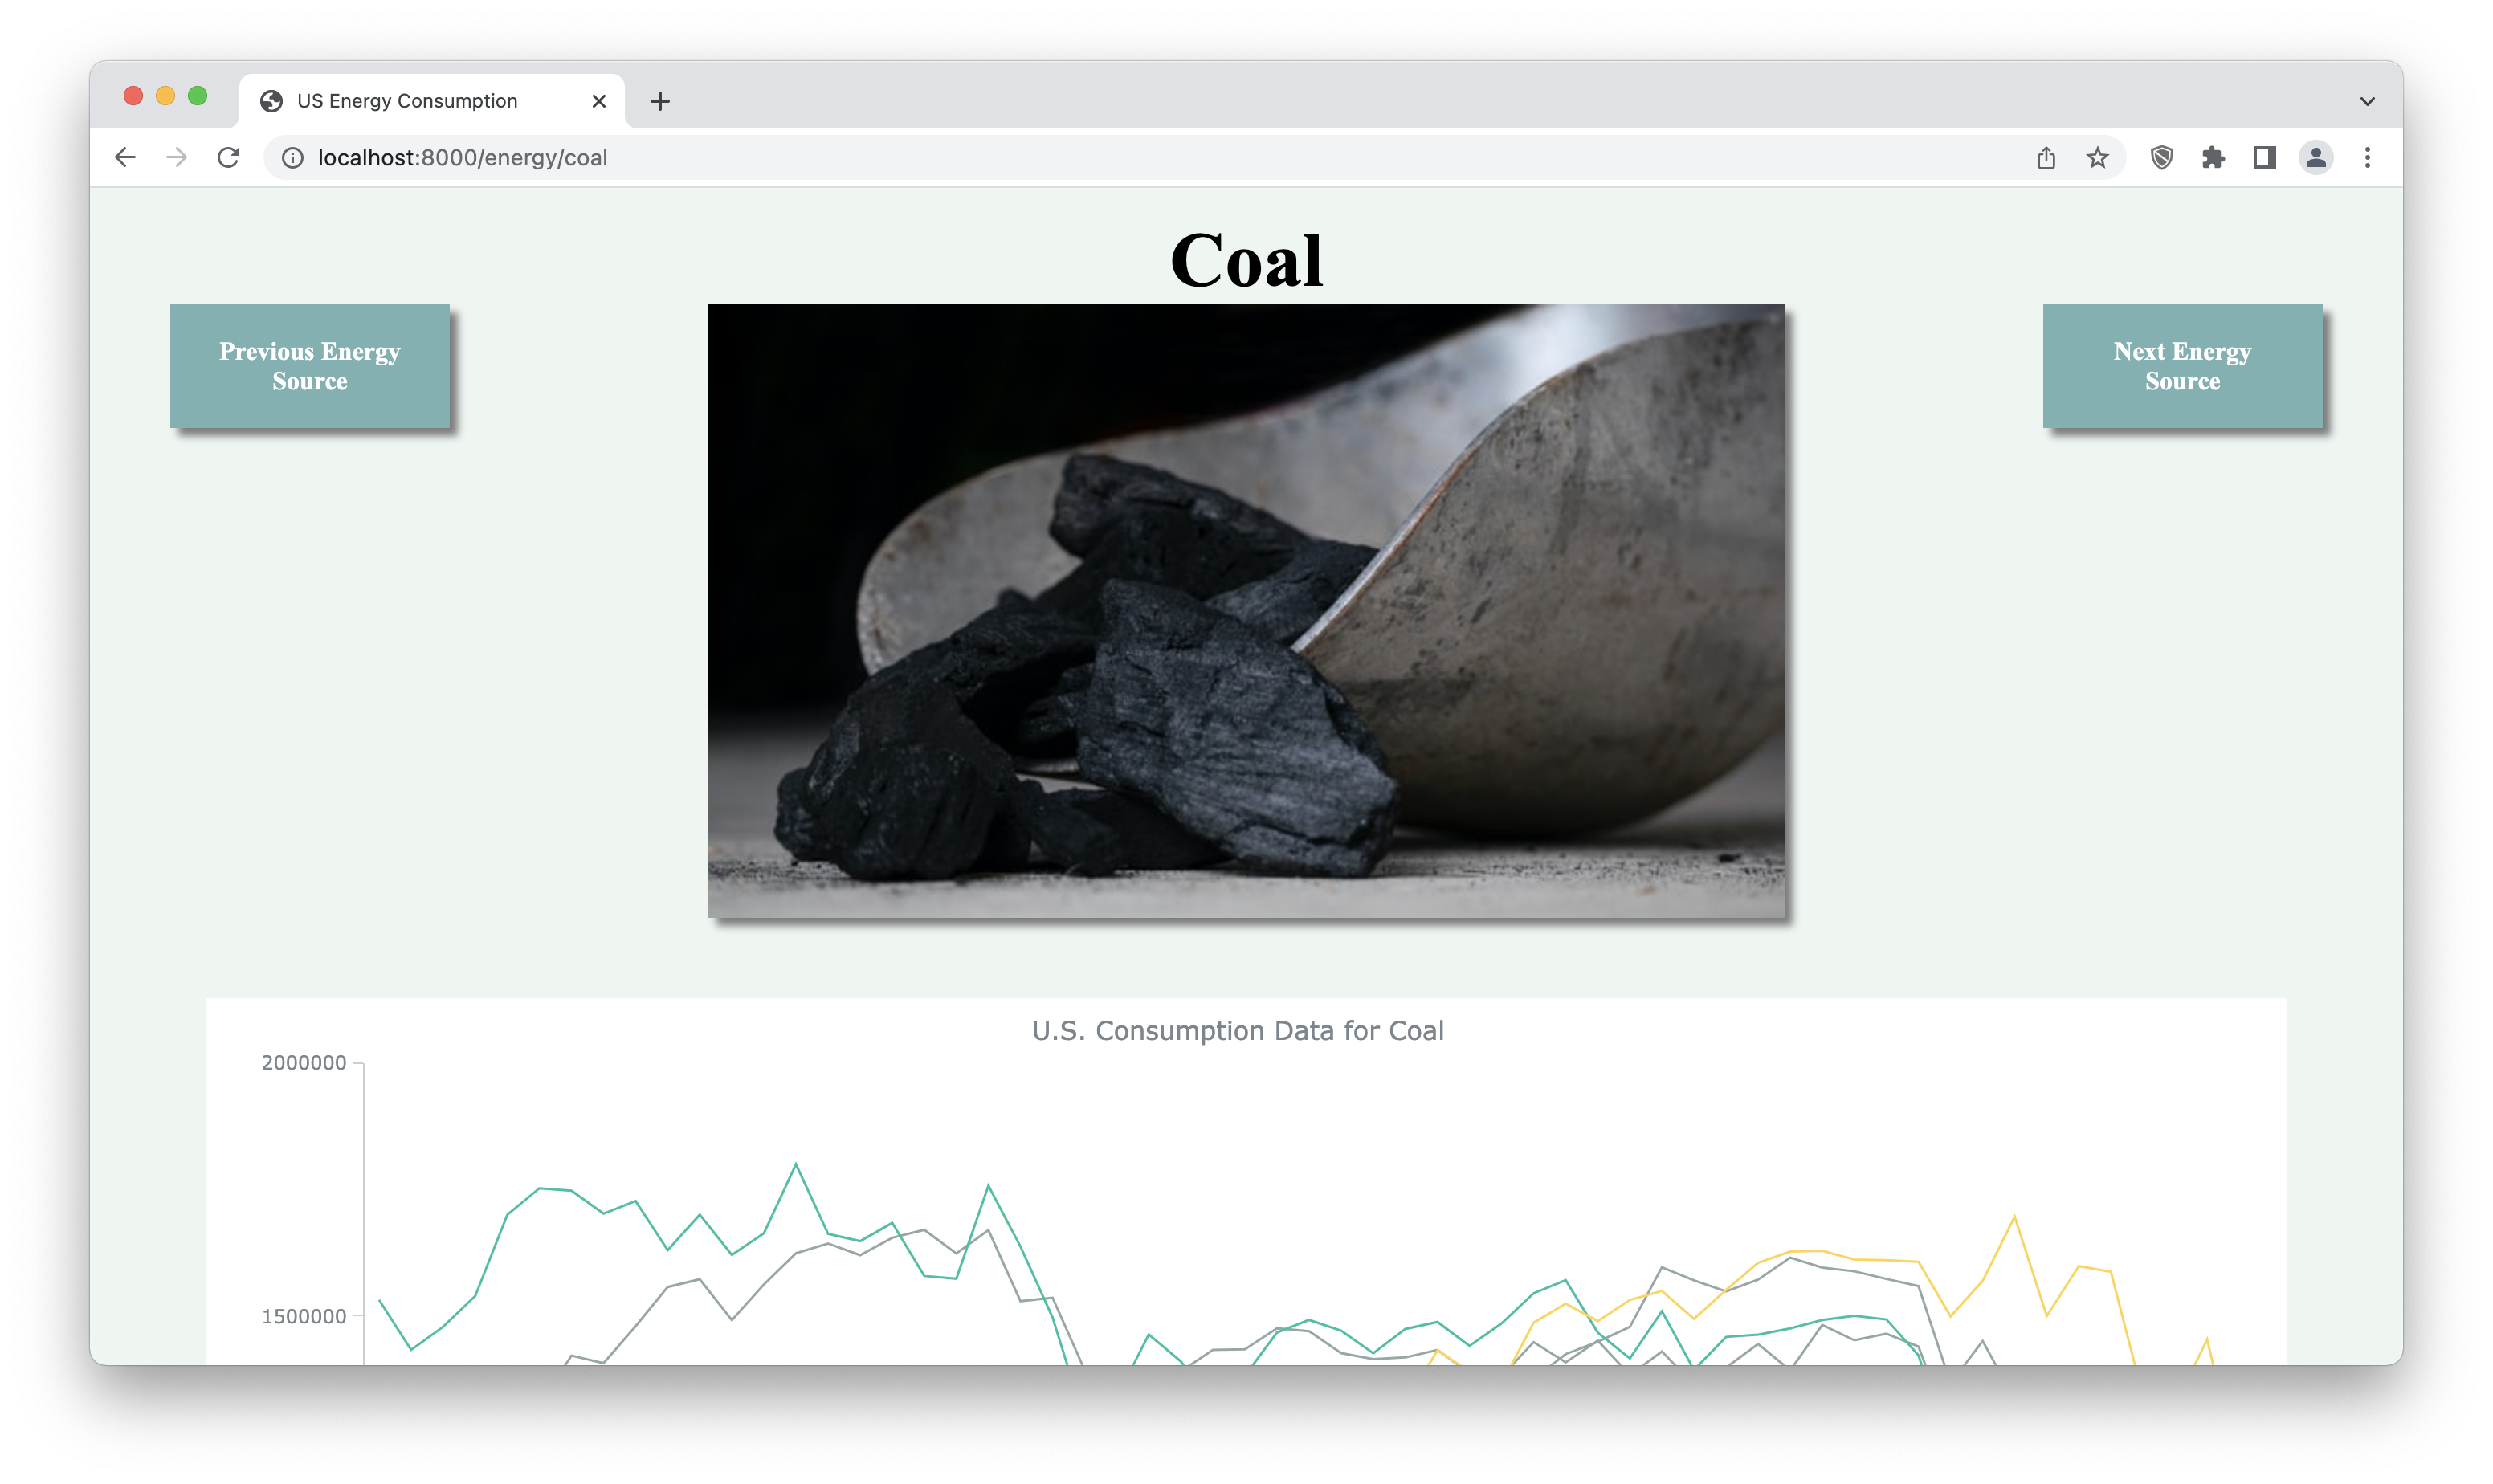 US Energy Consumption
localhost:8000/energy/coal
Coal
Previous Energy
Source
Next Energy
Source
U.S. Consumption Data for Coal
2000000
1500000